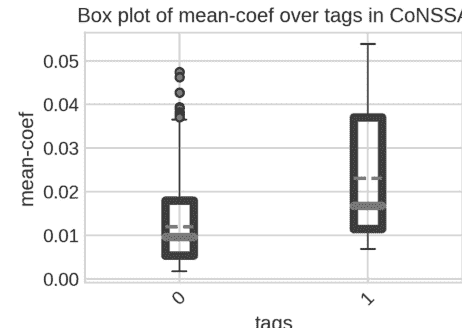 Box plot of mean-coef over tags in CoNSSA
mean-coef
0.05
0.04
0.03
0.02
0.01
0.00
0
1
tags